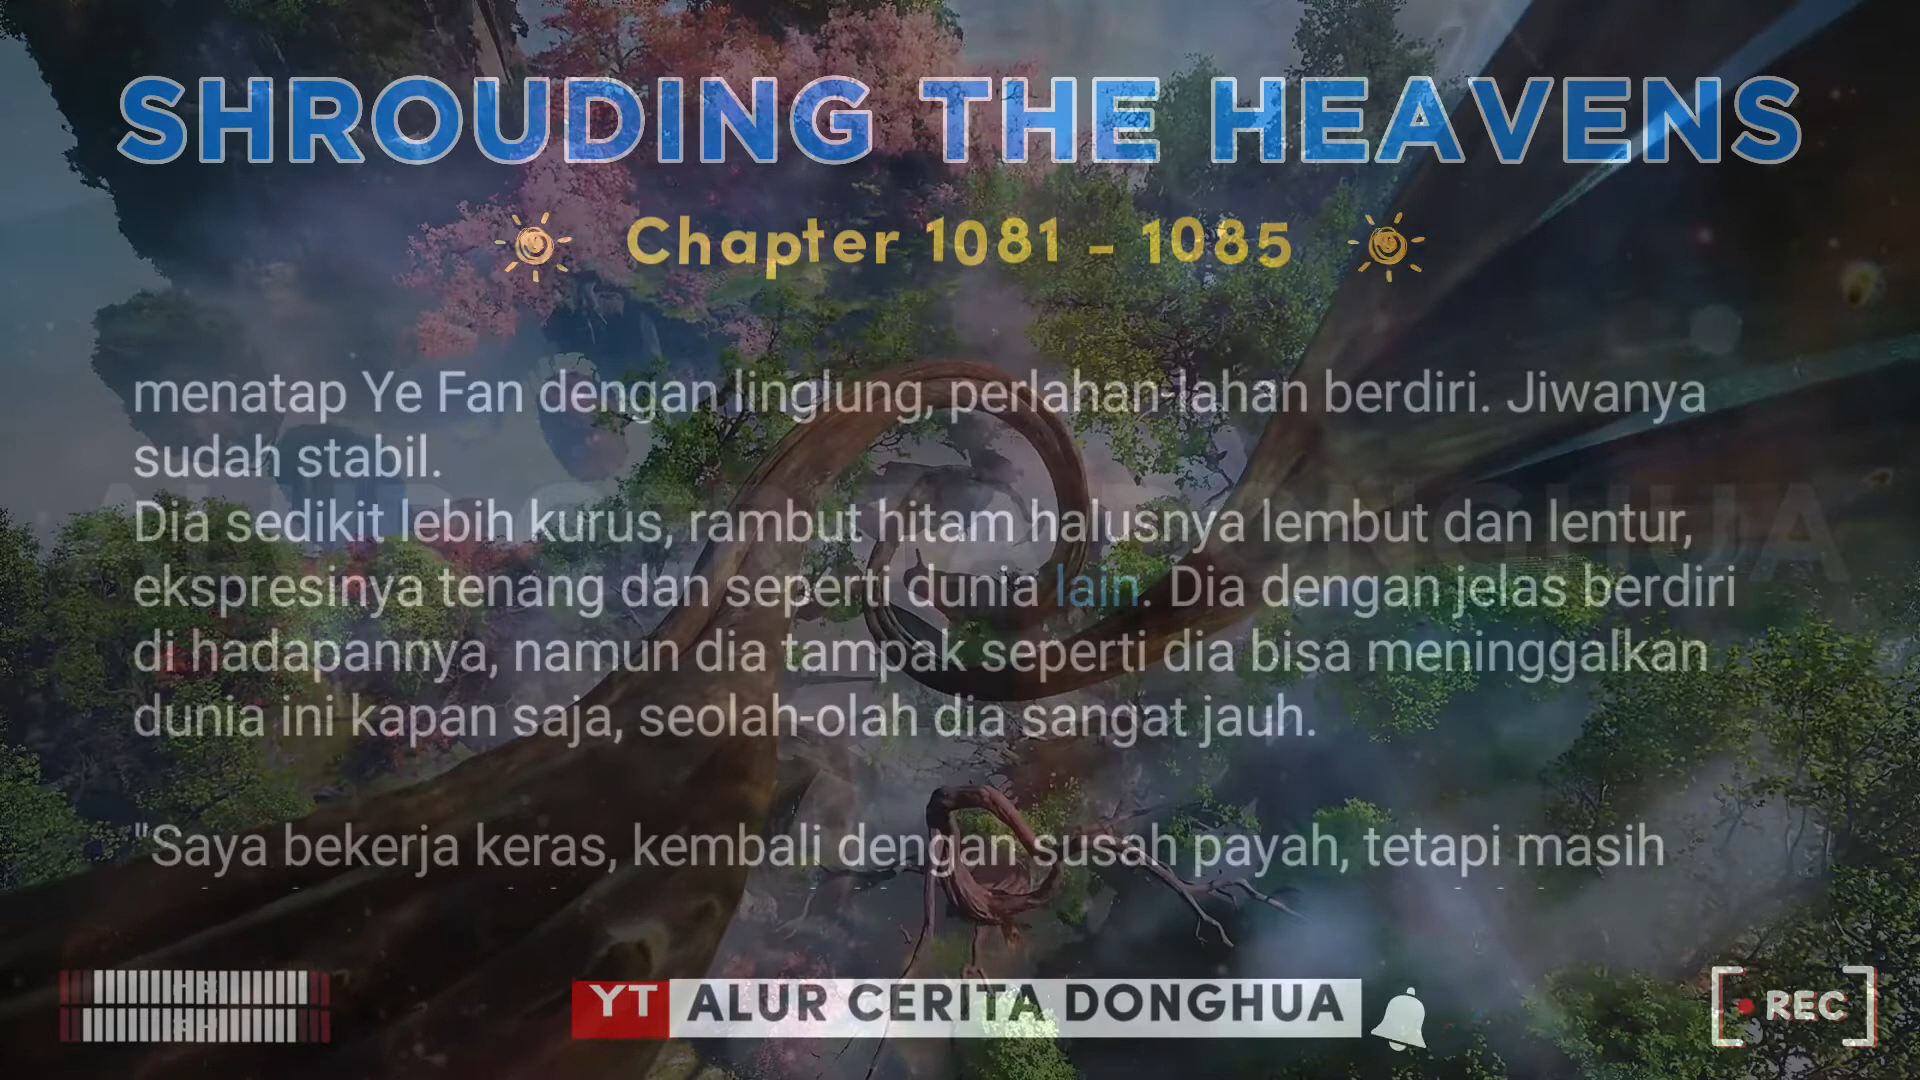 SHROUDING THE HEAVENS
Chapter 1081 - 1085
menatap Ye Fan dengan linglung, perlahan-lahan berdiri. Jiwanya
sudah stabil.
Dia sedikit lebih kurus, rambut hitam halusnya lembut dan lentur,
ekspresinya tenang dan seperti dunia lain. Dia dengan jelas berdiri
di hadapannya, namun dia tampak seperti dia bisa meninggalkan
dunia ini kapan saja, seolah-olah dia sangat jauh.
"Saya bekerja keras, kembali dengan susah payah, tetapi masih
ALUR CERITA DONGHUA
YT ALUR CERITA DONGHUA
REC